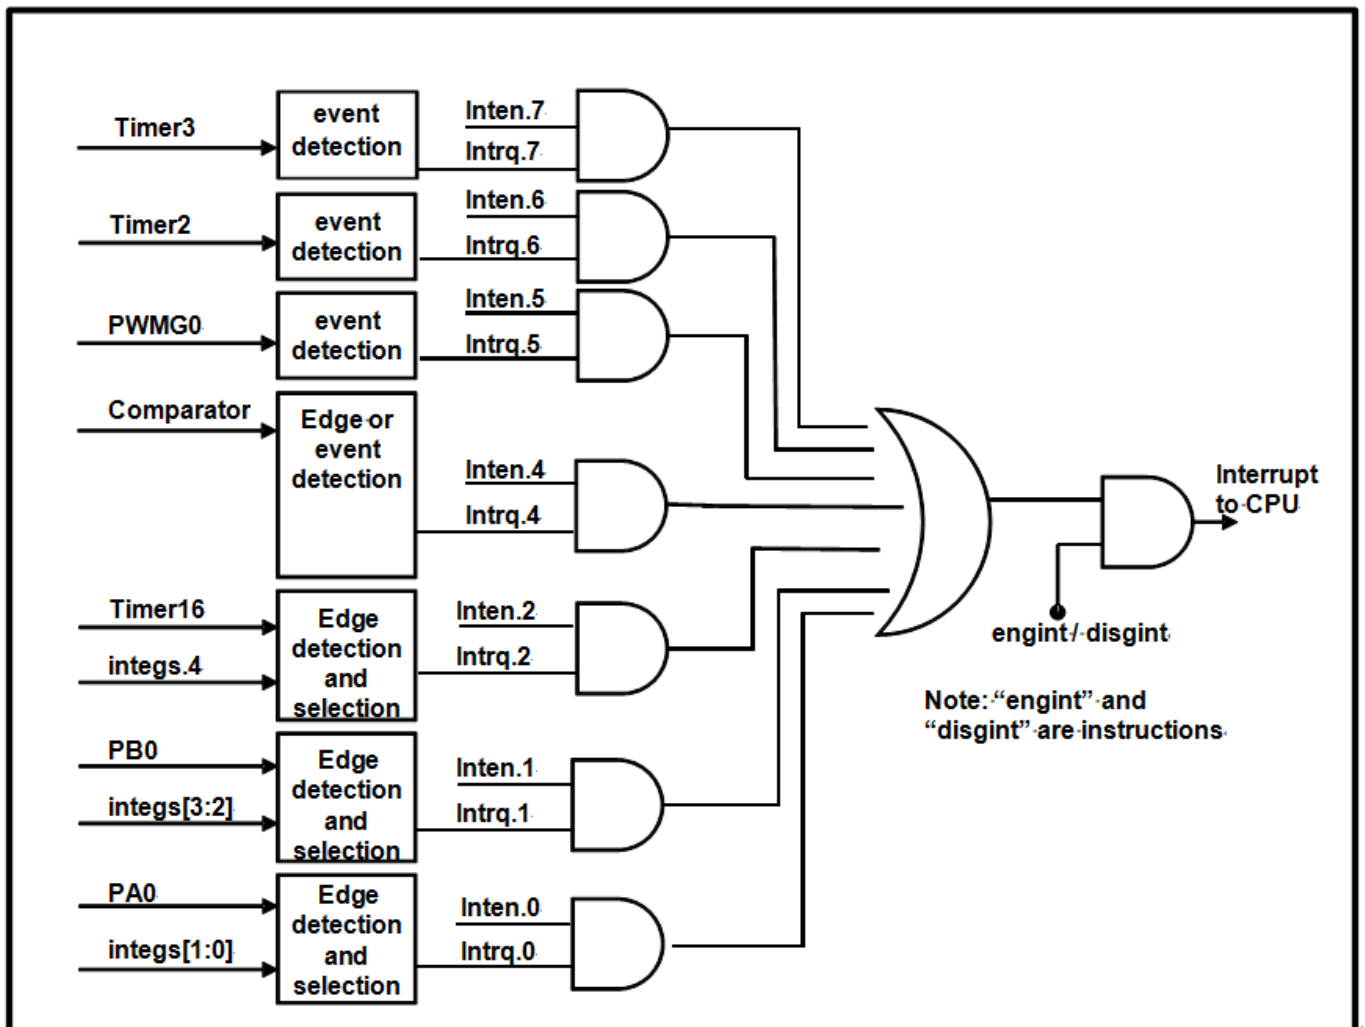 Timer3
event
detection
Inten.7
Intrq.7
Timer2
event
detection
Inten.6
Intrq.6
PWMG0
event
detection
Inten.5
Intrq.5
Comparator
Edge or
event
detection
Inten.4
Intrq.4
Timer16
integs.4
Edge
detection
and
selection
Inten.2
Intrq.2
PB0
integs[3:2]
Edge
detection
and
selection
Inten.1
Intrq.1
PA0
integs[1:0]
Edge
detection
and
selection
Inten.0
Intrq.0
Interrupt
to CPU
engint / disgint
Note: “engint” and
“disgint” are instructions